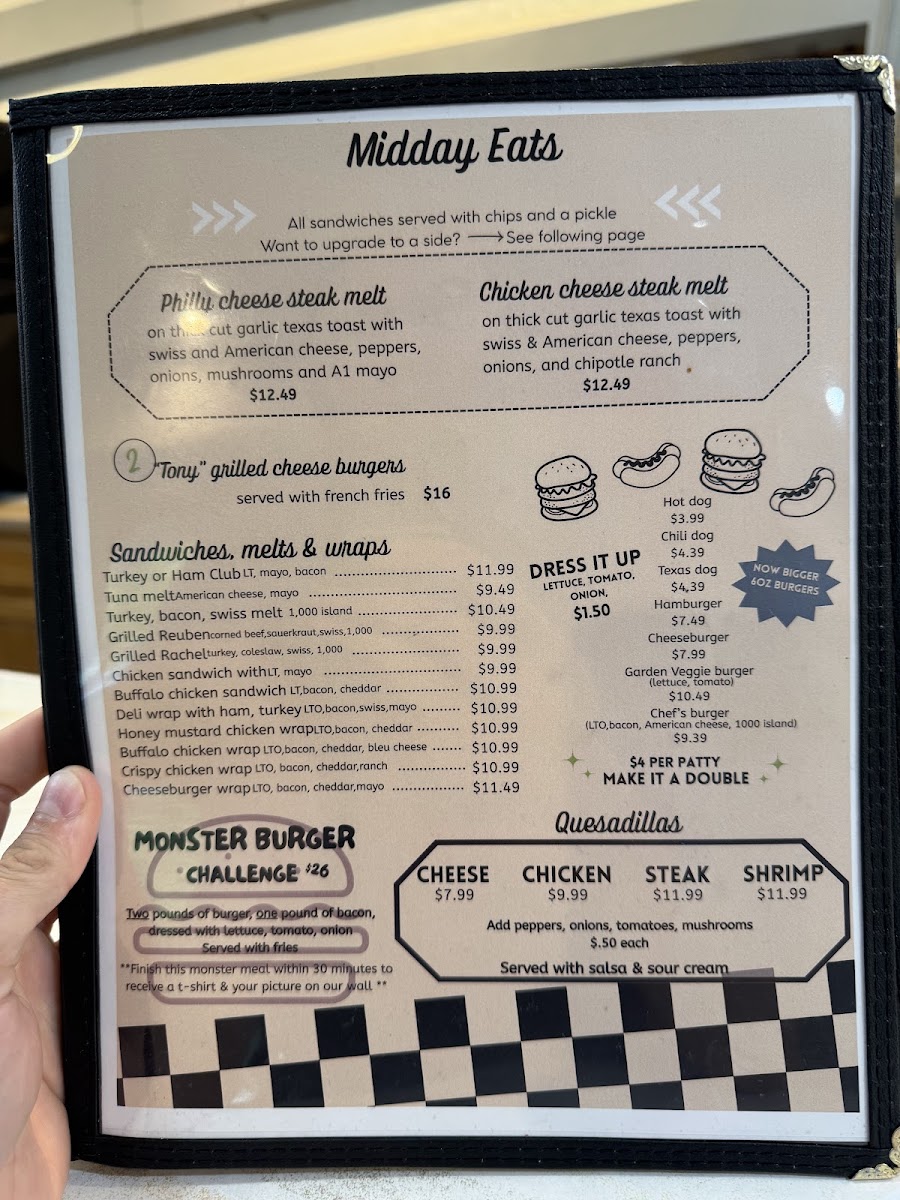 Midday Eats
All sandwiches served with chips and a pickle
Want to upgrade to a side? → See following page
Philly cheese steak melt
on thick cut garlic texas toast with
swiss and American cheese, peppers,
onions, mushrooms and A1 mayo
$12.49
Chicken cheese steak melt
on thick cut garlic texas toast with
swiss & American cheese, peppers,
onions, and chipotle ranch
$12.49
2 "Tony" grilled cheese burgers
served with french fries $16
Sandwiches, melts & wraps
Turkey or Ham Club LT, mayo, bacon ........................ $11.99
Tuna melt American cheese, mayo ........................ $9.49
Turkey, bacon, swiss melt 1,000 island .................... $10.49
Grilled Reuben corned beef,sauerkraut,swiss,1,000 ............... $9.99
Grilled Rachel turkey, coleslaw, swiss, 1,000 .................... $9.99
Chicken sandwich with LT, mayo ........................ $9.99
Buffalo chicken sandwich LT,bacon, cheddar ............... $10.99
Deli wrap with ham, turkey LTO,bacon,swiss,mayo ........ $10.99
Honey mustard chicken wrap LTO,bacon, cheddar .......... $10.99
Buffalo chicken wrap LTO,bacon, cheddar, bleu cheese ....... $10.99
Crispy chicken wrap LTO, bacon, cheddar,ranch ............... $10.99
Cheeseburger wrap LTO, bacon, cheddar,mayo ................ $11.49
DRESS IT UP
LETTUCE, TOMATO,
ONION,
$1.50
Hot dog
$3.99
Chili dog
$4.39
Texas dog
$4,39
Hamburger
$7.49
Cheeseburger
$7.99
Garden Veggie burger
(lettuce, tomato)
$10.49
Chef's burger
(LTO,bacon, American cheese, 1000 island)
$9.39
NOW BIGGER
6OZ BURGERS
$4 PER PATTY
MAKE IT A DOUBLE
MONSTER BURGER
CHALLENGE $26
Two pounds of burger, one pound of bacon,
dressed with lettuce, tomato, onion
Served with fries
**Finish this monster meal within 30 minutes to
receive a t-shirt & your picture on our wall **
Quesadillas
CHEESE CHICKEN STEAK SHRIMP
$7.99 $9.99 $11.99 $11.99
Add peppers, onions, tomatoes, mushrooms
$.50 each
Served with salsa & sour cream